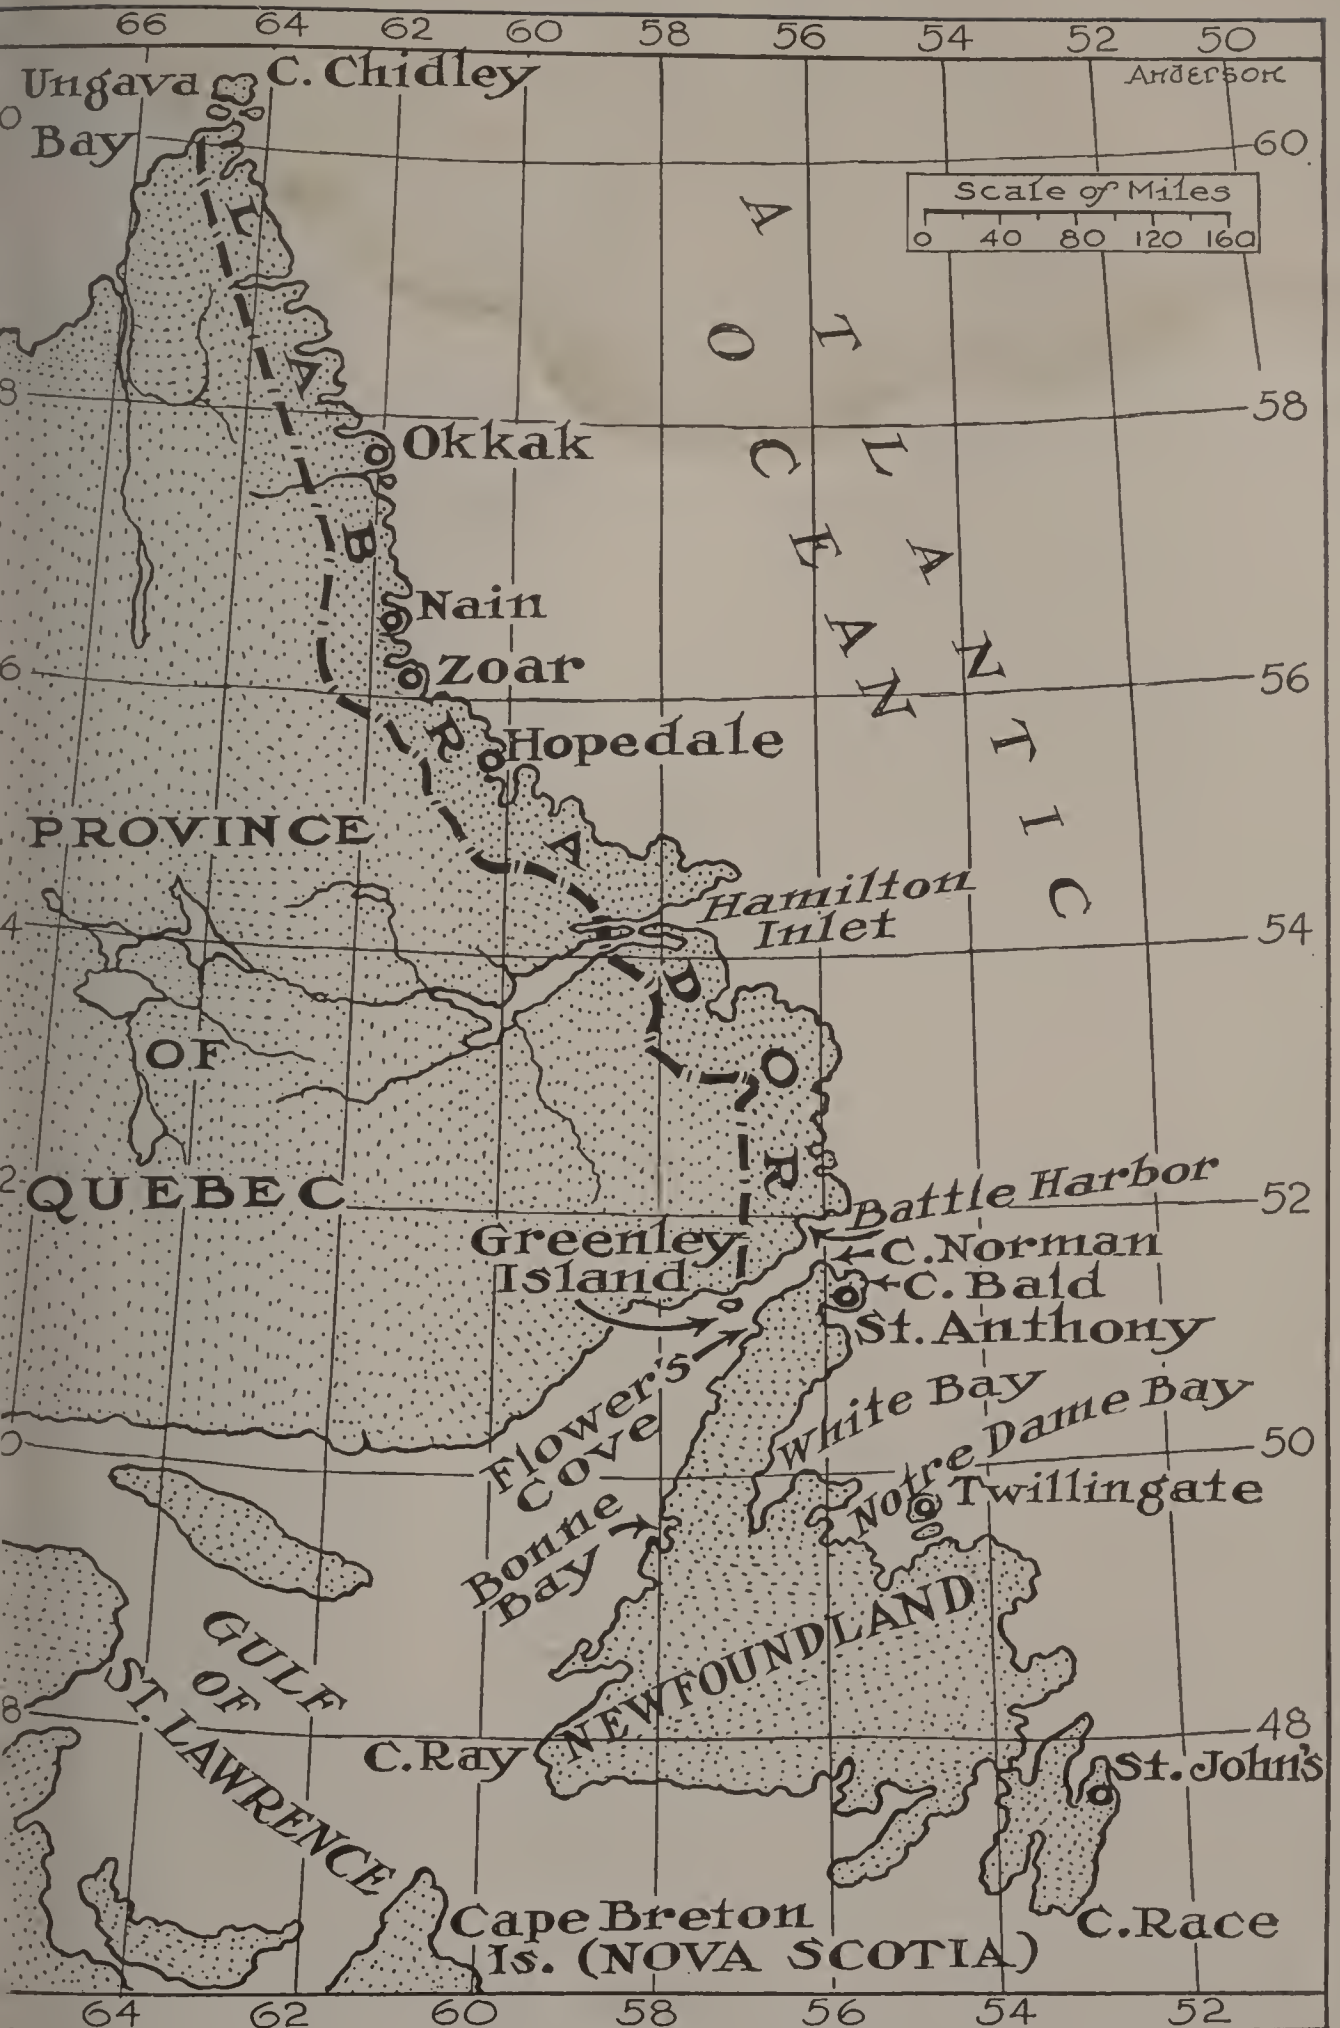 66 64 62 60 58 56 54 52 50
Ungava
Bay
C. Chidley
Anderson
60
Scale of Miles
0 40 80 120 160
ATLANTIC
OCEAN
LABRADOR
58
Okkak
Nain
Zoar
56
Hopedale
PROVINCE
OF
QUEBEC
Hamilton
Inlet
54
Battle Harbor
52
C. Norman
C. Bald
St. Anthony
Greenley
Island
Flower's
Cove
White Bay
Notre Dame Bay
50
Twillingate
Bonne
Bay
NEWFOUNDLAND
GULF
OF
ST. LAWRENCE
48
C. Ray
St. John's
Cape Breton
Is. (NOVA SCOTIA)
C. Race
64 62 60 58 56 54 52